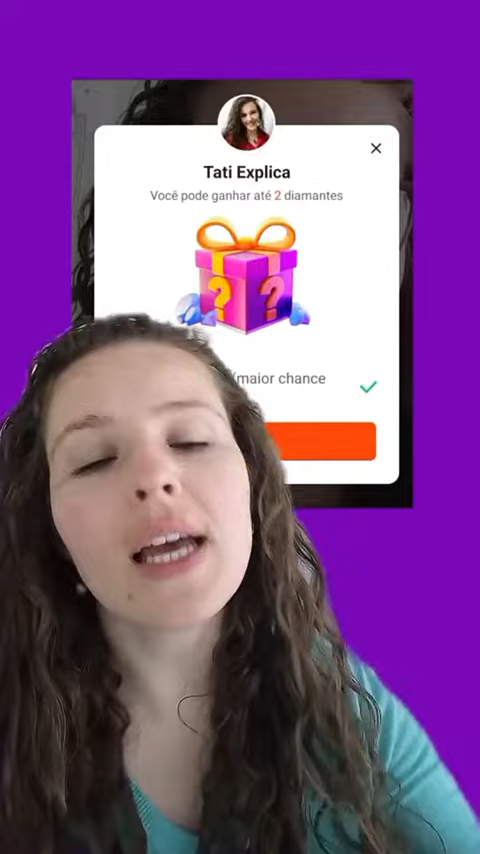 Tati Explica
Você pode ganhar até 2 diamantes
? ?
/maior chance